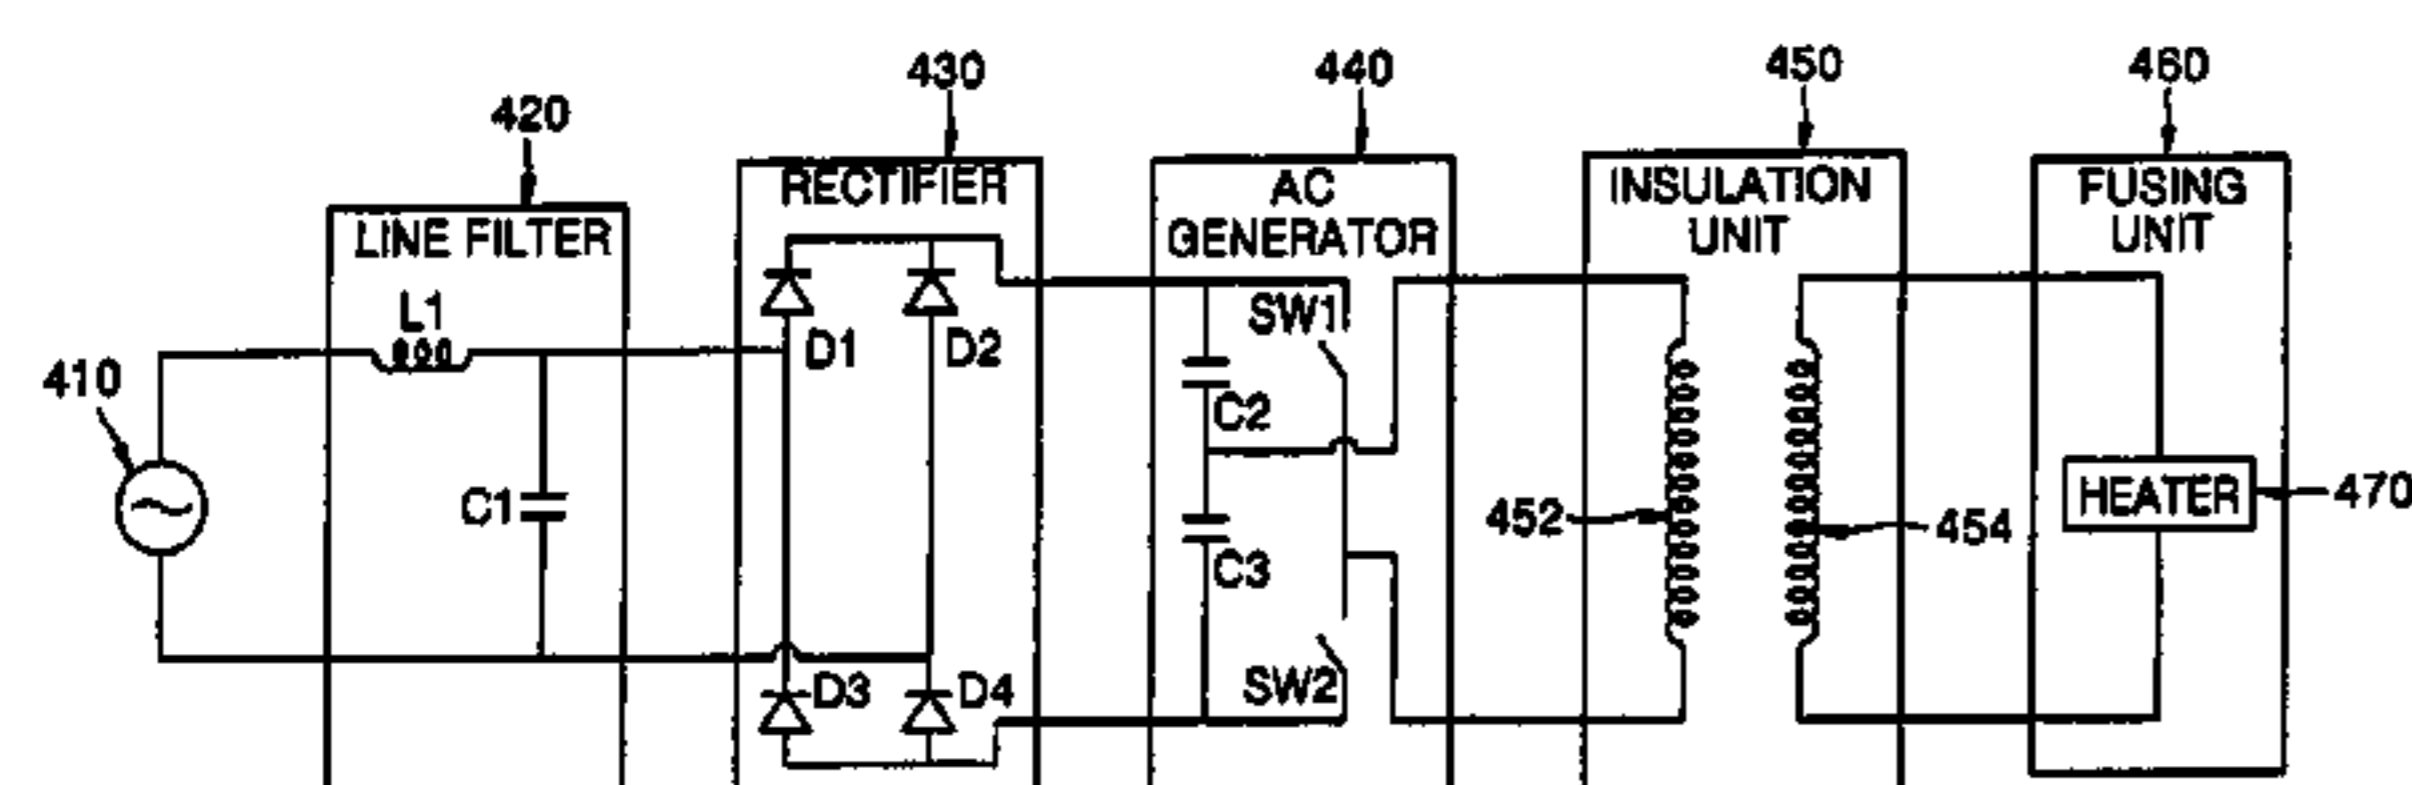 430
440
450
460
420
RECTIFIER
AC
GENERATOR
INSULATION
UNIT
FUSING
UNIT
LINE FILTER
L1
SW1
D1
D2
410
C2
C1
452
454
HEATER
470
C3
D3
D4
SW2